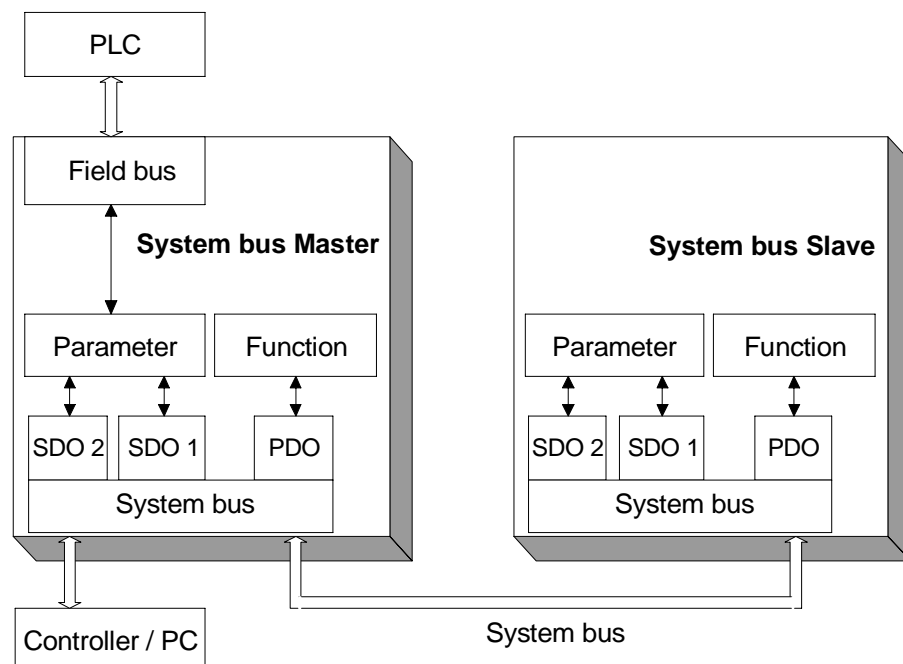 PLC
Field bus
System bus Master
System bus Slave
Parameter
Function
Parameter
Function
SDO 2
SDO 1
PDO
SDO 2
SDO 1
PDO
System bus
System bus
System bus
Controller / PC